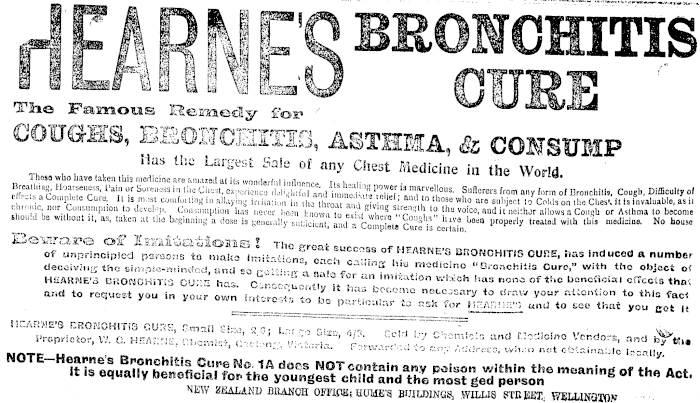 HEARNE'S BRONCHITIS
CURE
The Famous Remedy for
COUGHS, BRONCHITIS, ASTHMA, & CONSUMP
Has the Largest Sale of any Chest Medicine in the World.
Those who have taken this medicine are amazed at its wonderful influence. Its healing power is marvellous. Sufferers from any form of Bronchitis, Cough, Difficulty of
Breathing, Hoarseness, Pain or Soreness in the Chest, experience delightful and immediate relief; and to those who are subject to Colds on the Chest it is invaluable, as it
effects a Complete Cure. It is most comforting in allaying irritation in the throat and giving strength to the voice, and it neither allows a Cough or Asthma to become
chronic, nor Consumption to develop. Consumption has never been known to exist where "Coughs" have been properly treated with this medicine. No house
should be without it, as, taken at the beginning a dose is generally sufficient, and a Complete Cure is certain.
Beware of Imitations! The great success of HEARNE'S BRONCHITIS CURE, has induced a number
of unprincipled persons to make imitations, each calling his medicine "Bronchitis Cure," with the object of
deceiving the simple-minded, and so getting a sale for an imitation which has none of the beneficial effects that
HEARNE'S BRONCHITIS CURE has. Consequently it has become necessary to draw your attention to this fact
and to request you in your own interests to be particular to ask for HEARNE'S and to see that you get it
HEARNE'S BRONCHITIS CURE, Small Size, 2/6; Large Size, 4/6. Sold by Chemists and Medicine Vendors, and by the
Proprietor, W. G. HEARNE, Chemist, Geelong, Victoria. Forwarded to any Address, when not obtainable locally.
NOTE—Hearne's Bronchitis Cure No. 1A does NOT contain any poison within the meaning of the Act.
It is equally beneficial for the youngest child and the most ged person
NEW ZEALAND BRANCH OFFICE; HUME'S BUILDINGS, WILLIS STREET, WELLINGTON